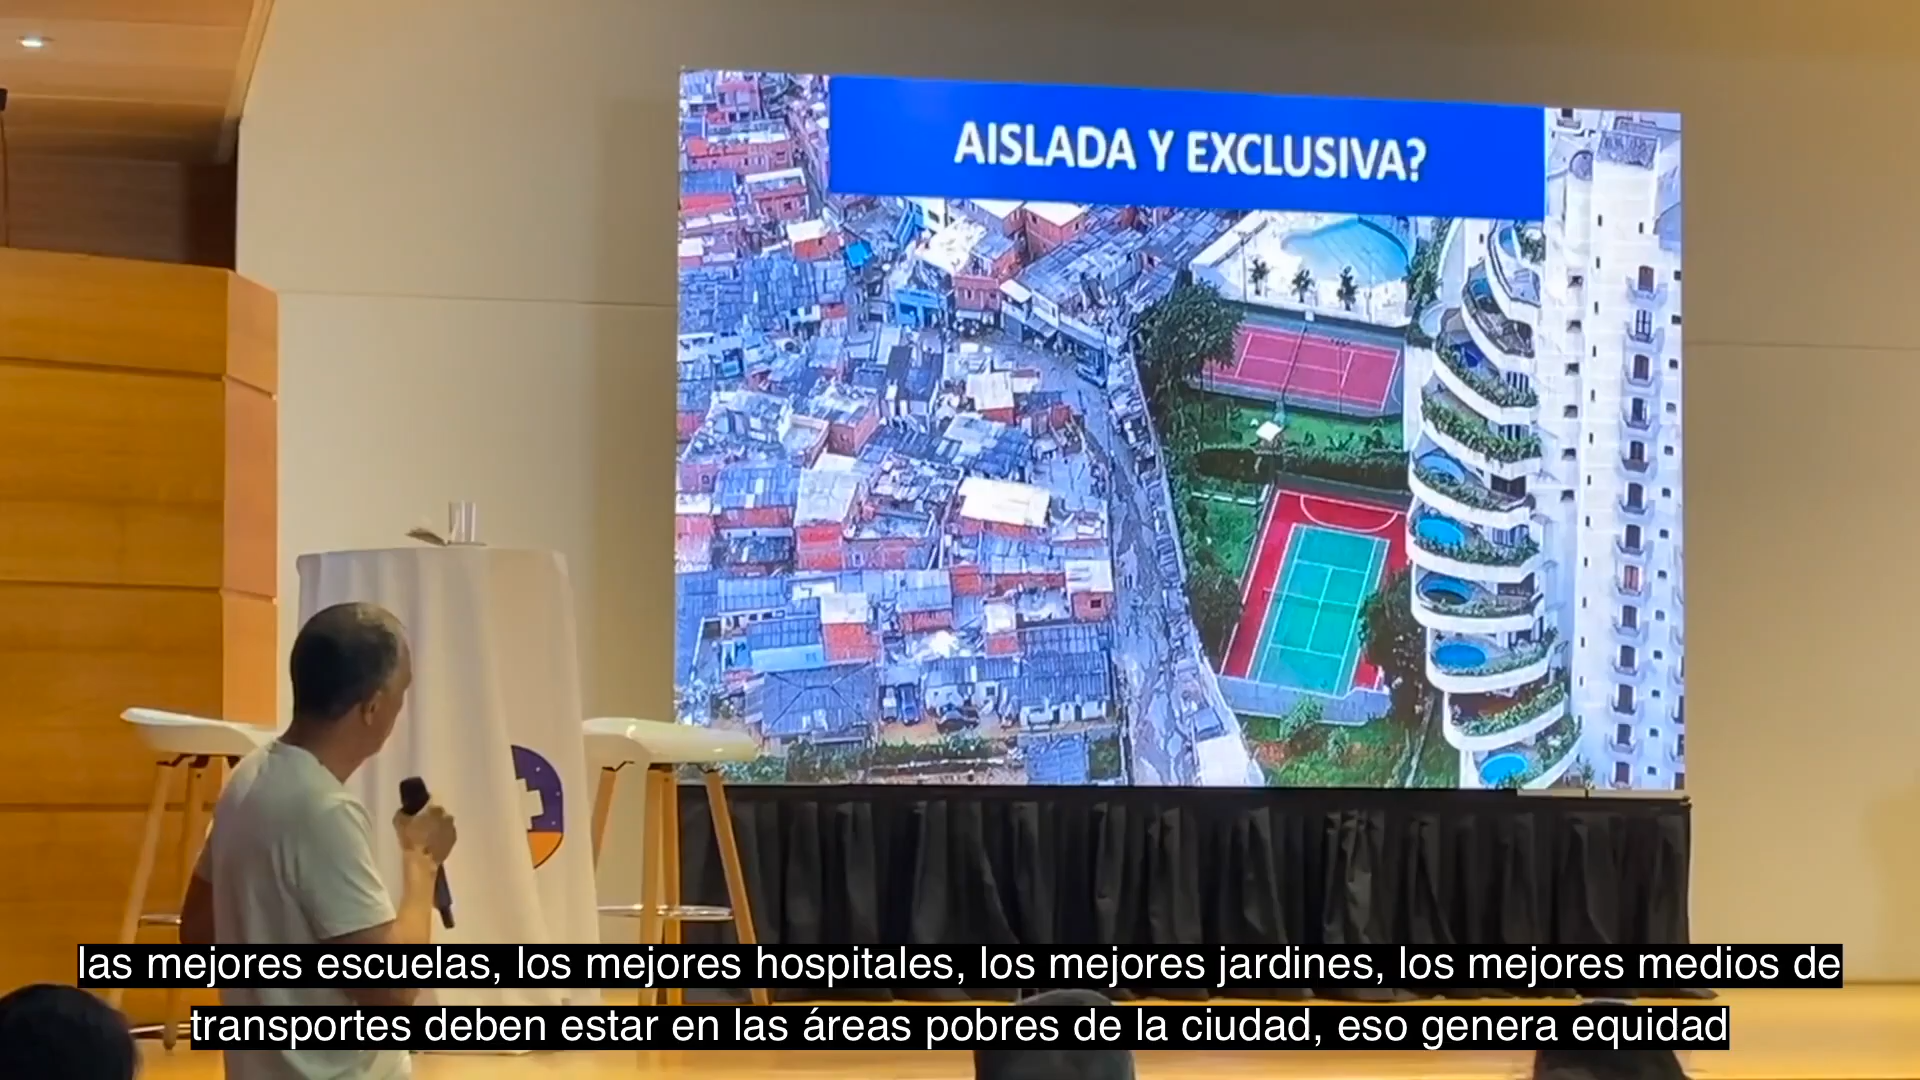 AISLADA Y EXCLUSIVA?
las mejores escuelas, los mejores hospitales, los mejores jardines, los mejores medios de
transportes deben estar en las áreas pobres de la ciudad, eso genera equidad